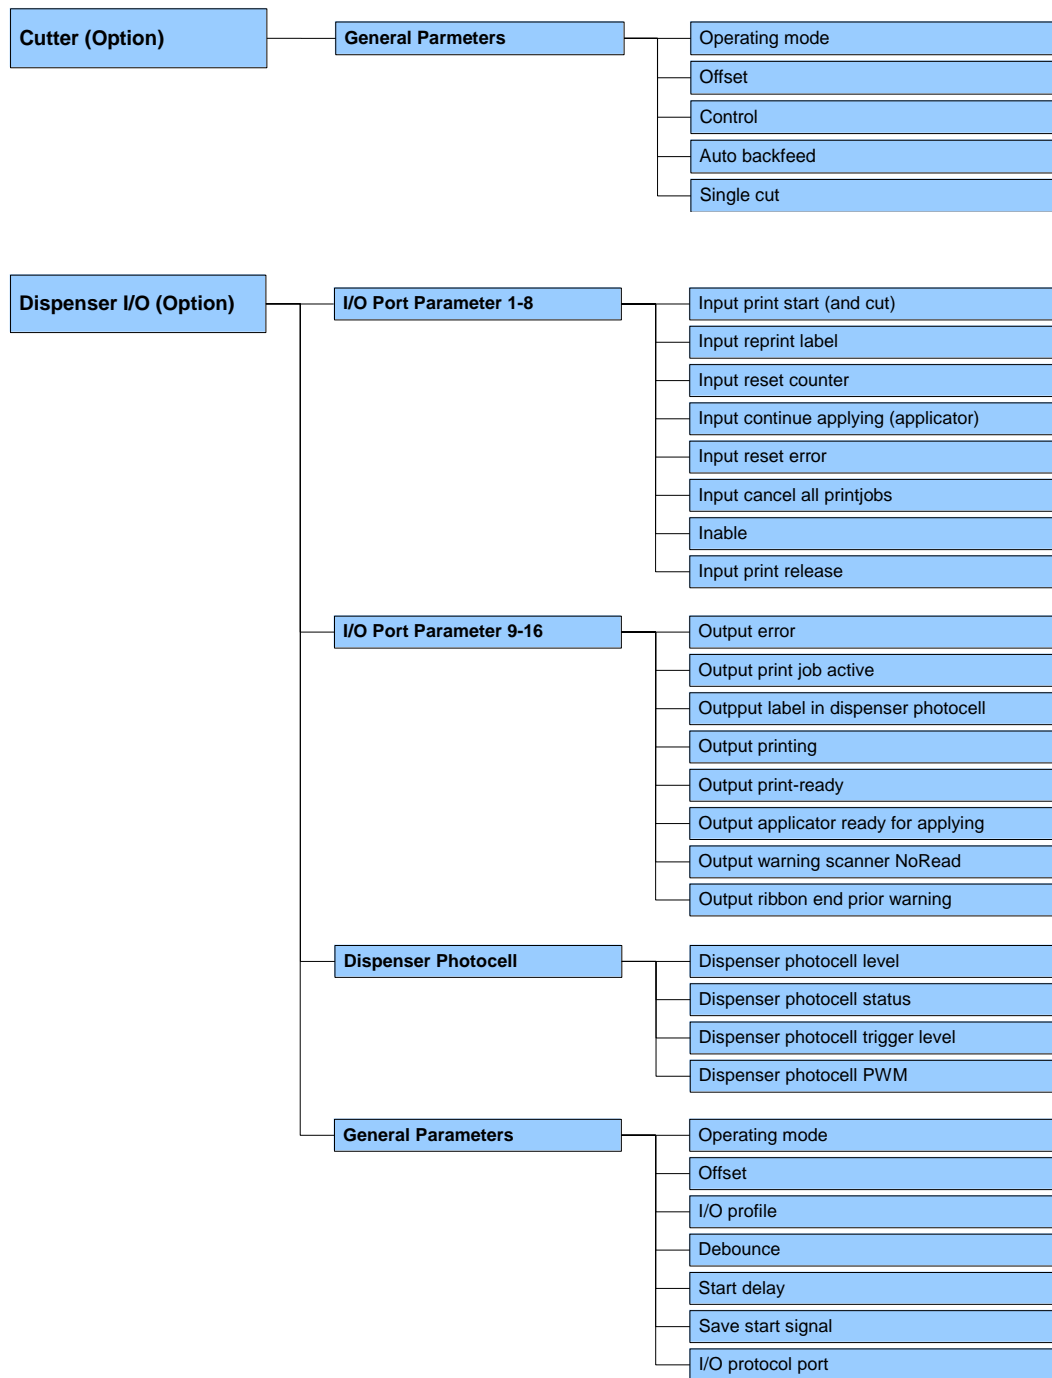 Cutter (Option)
General Parmeters
Operating mode
Offset
Control
Auto backfeed
Single cut
Dispenser I/O (Option)
I/O Port Parameter 1-8
Input print start (and cut)
Input reprint label
Input reset counter
Input continue applying (applicator)
Input reset error
Input cancel all printjobs
Inable
Input print release
I/O Port Parameter 9-16
Output error
Output print job active
Outpput label in dispenser photocell
Output printing
Output print-ready
Output applicator ready for applying
Output warning scanner NoRead
Output ribbon end prior warning
Dispenser Photocell
Dispenser photocell level
Dispenser photocell status
Dispenser photocell trigger level
Dispenser photocell PWM
General Parameters
Operating mode
Offset
I/O profile
Debounce
Start delay
Save start signal
I/O protocol port